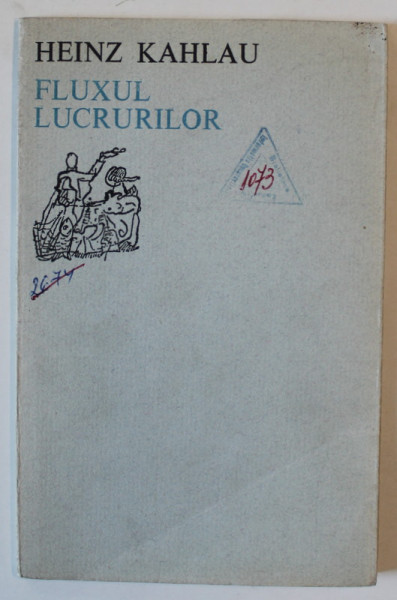 HEINZ KAHLAU
FLUXUL
LUCRURILOR
1073